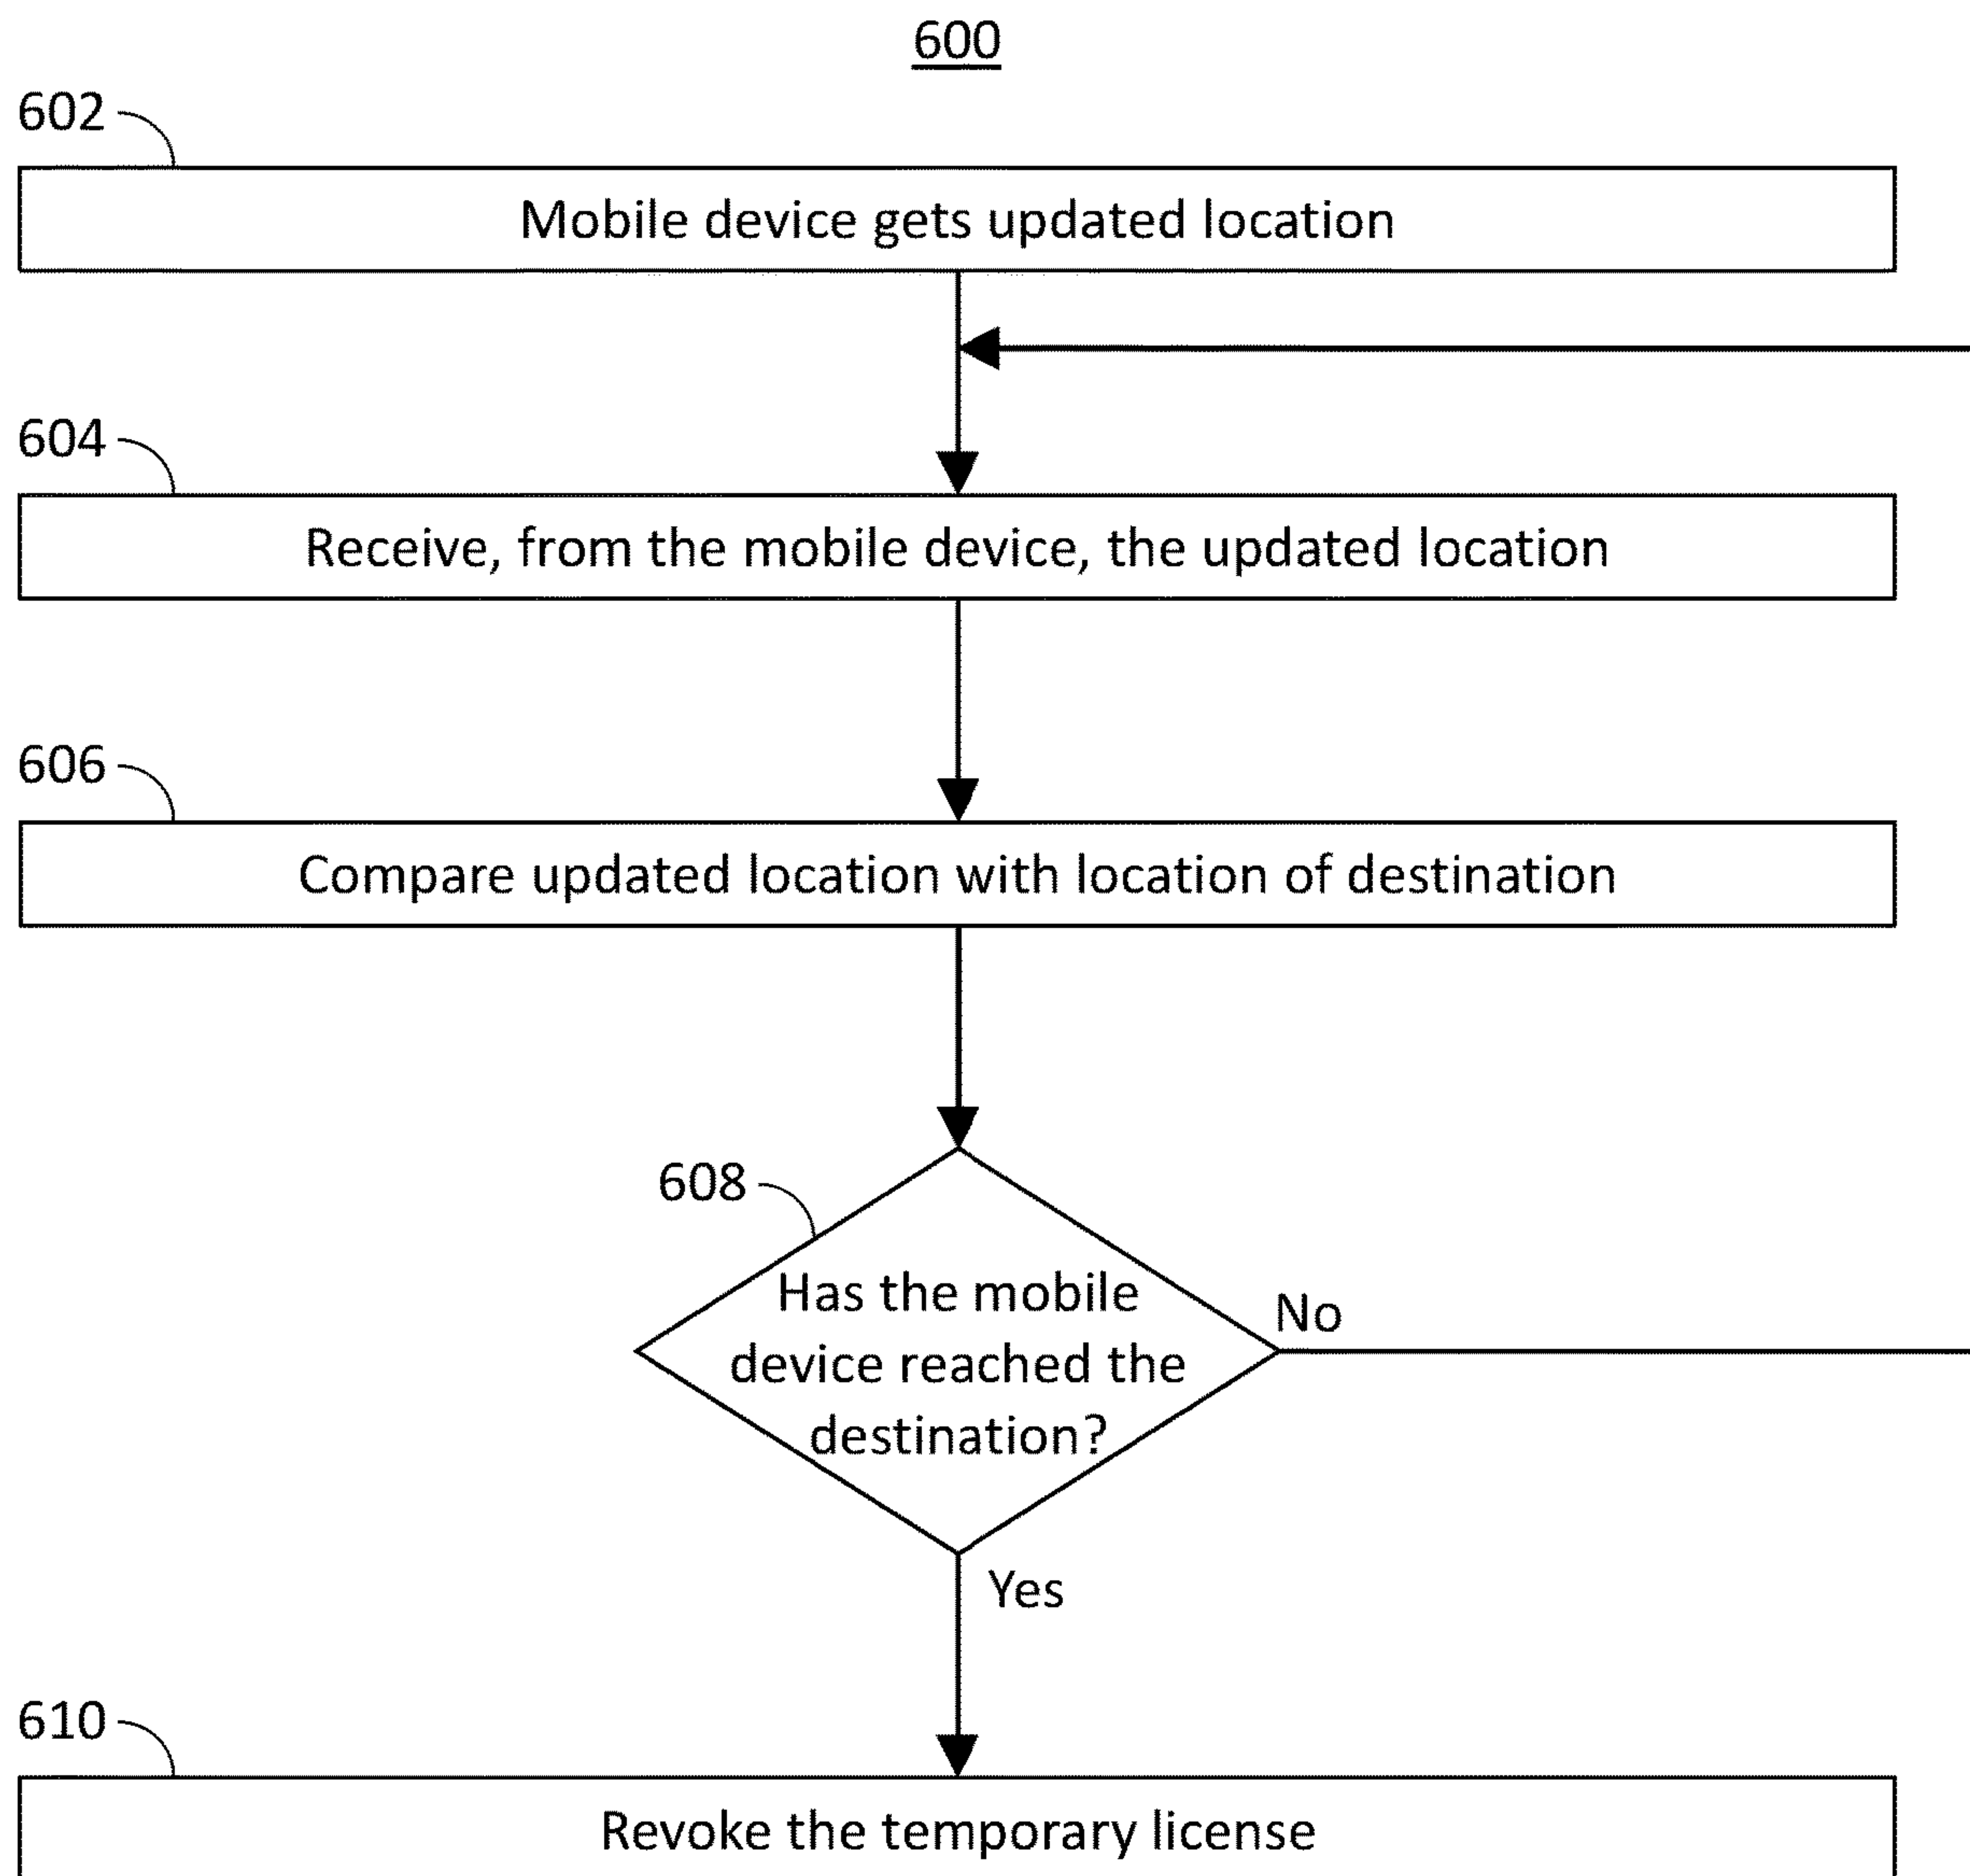 600
602
Mobile device gets updated location
604
Receive, from the mobile device, the updated location
606
Compare updated location with location of destination
608
Has the mobile
device reached the
destination?
No
Yes
610
Revoke the temporary license